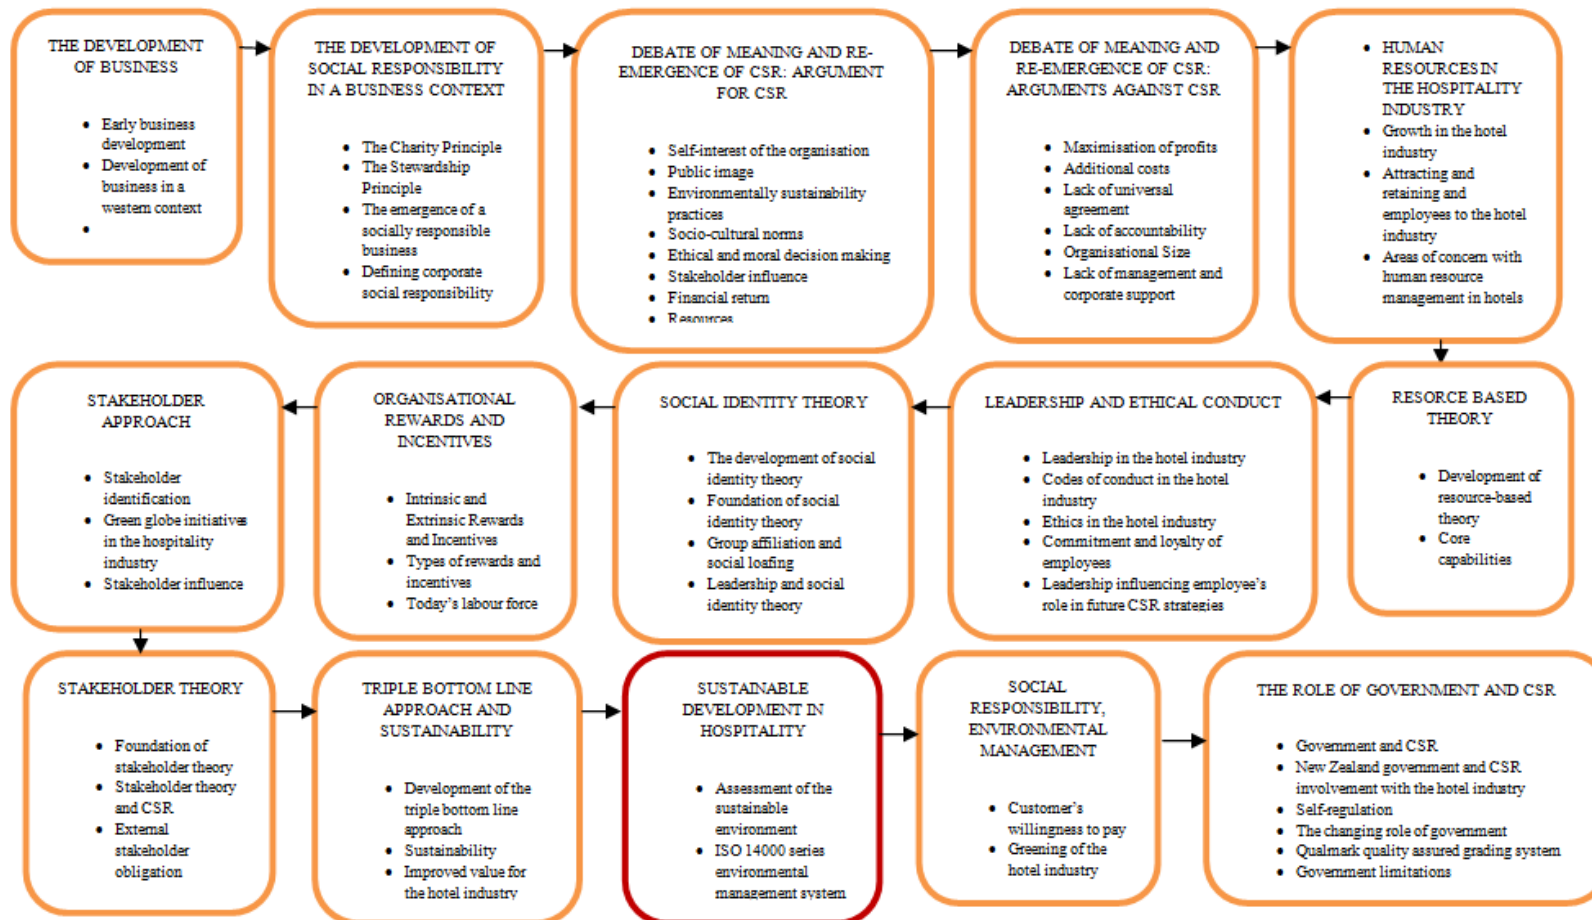 THE DEVELOPMENT
OF BUSINESS
• Early business
development
• Development of
business in a
western context
•
THE DEVELOPMENT OF
SOCIAL RESPONSIBILITY
IN A BUSINESS CONTEXT
• The Charity Principle
• The Stewardship
Principle
• The emergence of a
socially responsible
business
• Defining corporate
social responsibility
DEBATE OF MEANING AND RE-
EMERGENCE OF CSR: ARGUMENT
FOR CSR
• Self-interest of the organisation
• Public image
• Environmentally sustainability
practices
• Socio-cultural norms
• Ethical and moral decision making
• Stakeholder influence
• Financial return
• Resources
DEBATE OF MEANING AND
RE-EMERGENCE OF CSR:
ARGUMENTS AGAINST CSR
• Maximisation of profits
• Additional costs
• Lack of universal
agreement
• Lack of accountability
• Organisational Size
• Lack of management and
corporate support
• HUMAN
RESOURCES IN
THE HOSPITALITY
INDUSTRY
• Growth in the hotel
industry
• Attracting and
retaining and
employees to the hotel
industry
• Areas of concern with
human resource
management in hotels
STAKEHOLDER
APPROACH
• Stakeholder
identification
• Green globe initiatives
in the hospitality
industry
• Stakeholder influence
ORGANISATIONAL
REWARDS AND
INCENTIVES
• Intrinsic and
Extrinsic Rewards
and Incentives
• Types of rewards and
incentives
• Today's labour force
SOCIAL IDENTITY THEORY
• The development of social
identity theory
• Foundation of social
identity theory
• Group affiliation and
social loafing
• Leadership and social
identity theory
LEADERSHIP AND ETHICAL CONDUCT
• Leadership in the hotel industry
• Codes of conduct in the hotel
industry
• Ethics in the hotel industry
• Commitment and loyalty of
employees
• Leadership influencing employee's
role in future CSR strategies
RESORCE BASED
THEORY
• Development of
resource-based
theory
• Core
capabilities
STAKEHOLDER THEORY
• Foundation of
stakeholder theory
• Stakeholder theory
and CSR
• External
stakeholder
obligation
TRIPLE BOTTOM LINE
APPROACH AND
SUSTAINABILITY
• Development of the
triple bottom line
approach
• Sustainability
• Improved value for
the hotel industry
SUSTAINABLE
DEVELOPMENT IN
HOSPITALITY
• Assessment of the
sustainable
environment
• ISO 14000 series
environmental
management system
SOCIAL
RESPONSIBILITY,
ENVIRONMENTAL
MANAGEMENT
• Customer's
willingness to pay
• Greening of the
hotel industry
THE ROLE OF GOVERNMENT AND CSR
• Government and CSR
• New Zealand government and CSR
involvement with the hotel industry
• Self-regulation
• The changing role of government
• Qualmark quality assured grading system
• Government limitations